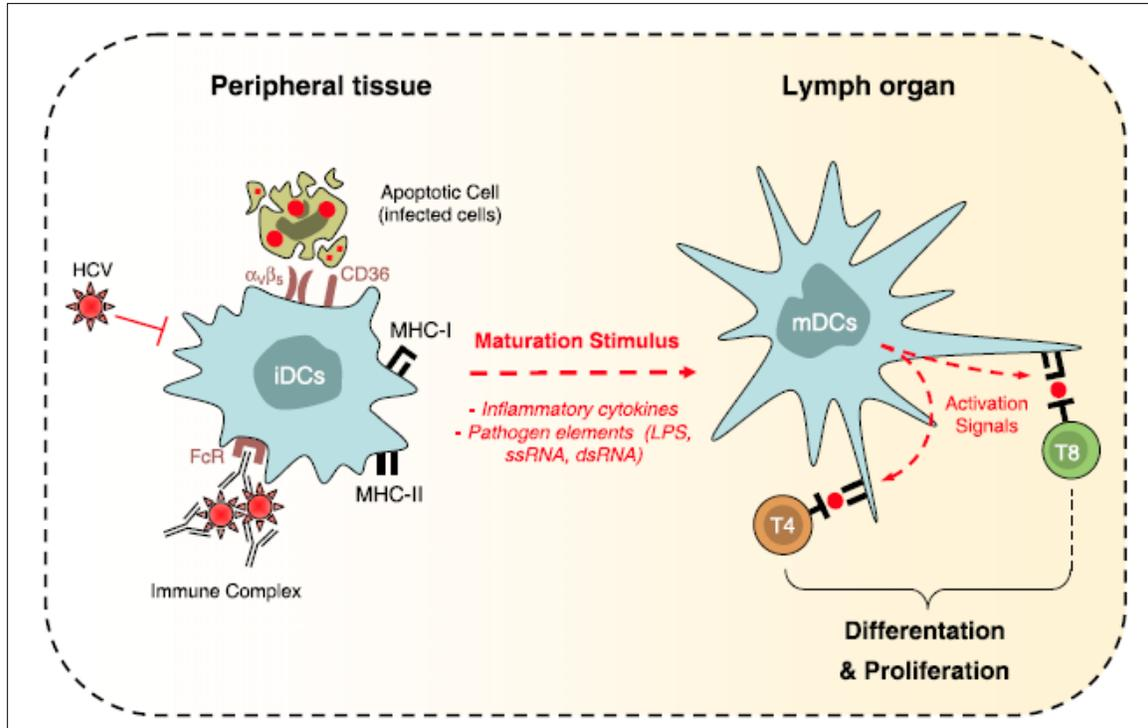 Peripheral tissue
Lymph organ
Apoptotic Cell
(infected cells)
HCV
αVβ5
CD36
MHC-I
iDCs
Maturation Stimulus
- Inflammatory cytokines
- Pathogen elements (LPS,
ssRNA, dsRNA)
FcR
MHC-II
Immune Complex
mDCs
Activation
Signals
T8
T4
Differentation
& Proliferation